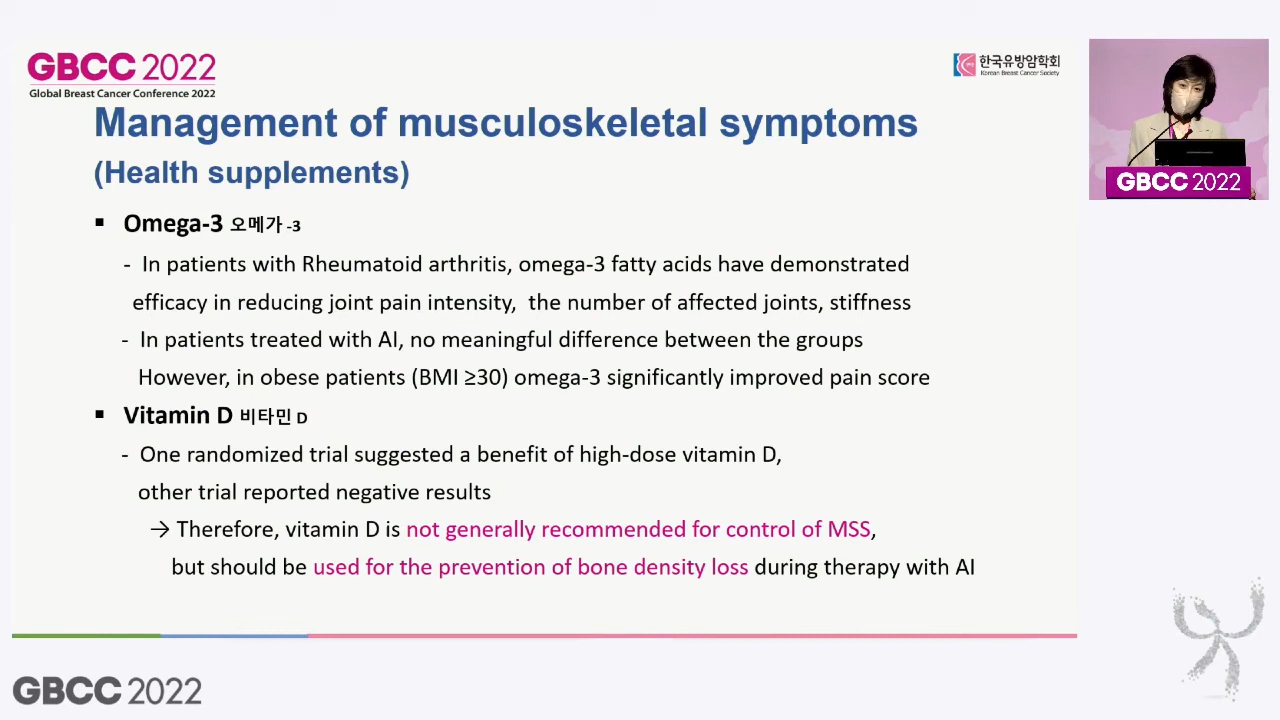 GBCC 2022
Global Breast Cancer Conference 2022
한국유방암학회
Korean Breast Cancer Society
Management of musculoskeletal symptoms
(Health supplements)
▪ Omega-3 오메가 -3
- In patients with Rheumatoid arthritis, omega-3 fatty acids have demonstrated
efficacy in reducing joint pain intensity, the number of affected joints, stiffness
- In patients treated with AI, no meaningful difference between the groups
However, in obese patients (BMI ≥30) omega-3 significantly improved pain score
▪ Vitamin D 비타민 D
- One randomized trial suggested a benefit of high-dose vitamin D,
other trial reported negative results
→ Therefore, vitamin D is not generally recommended for control of MSS,
but should be used for the prevention of bone density loss during therapy with AI
GBCC 2022
GBCC 2022